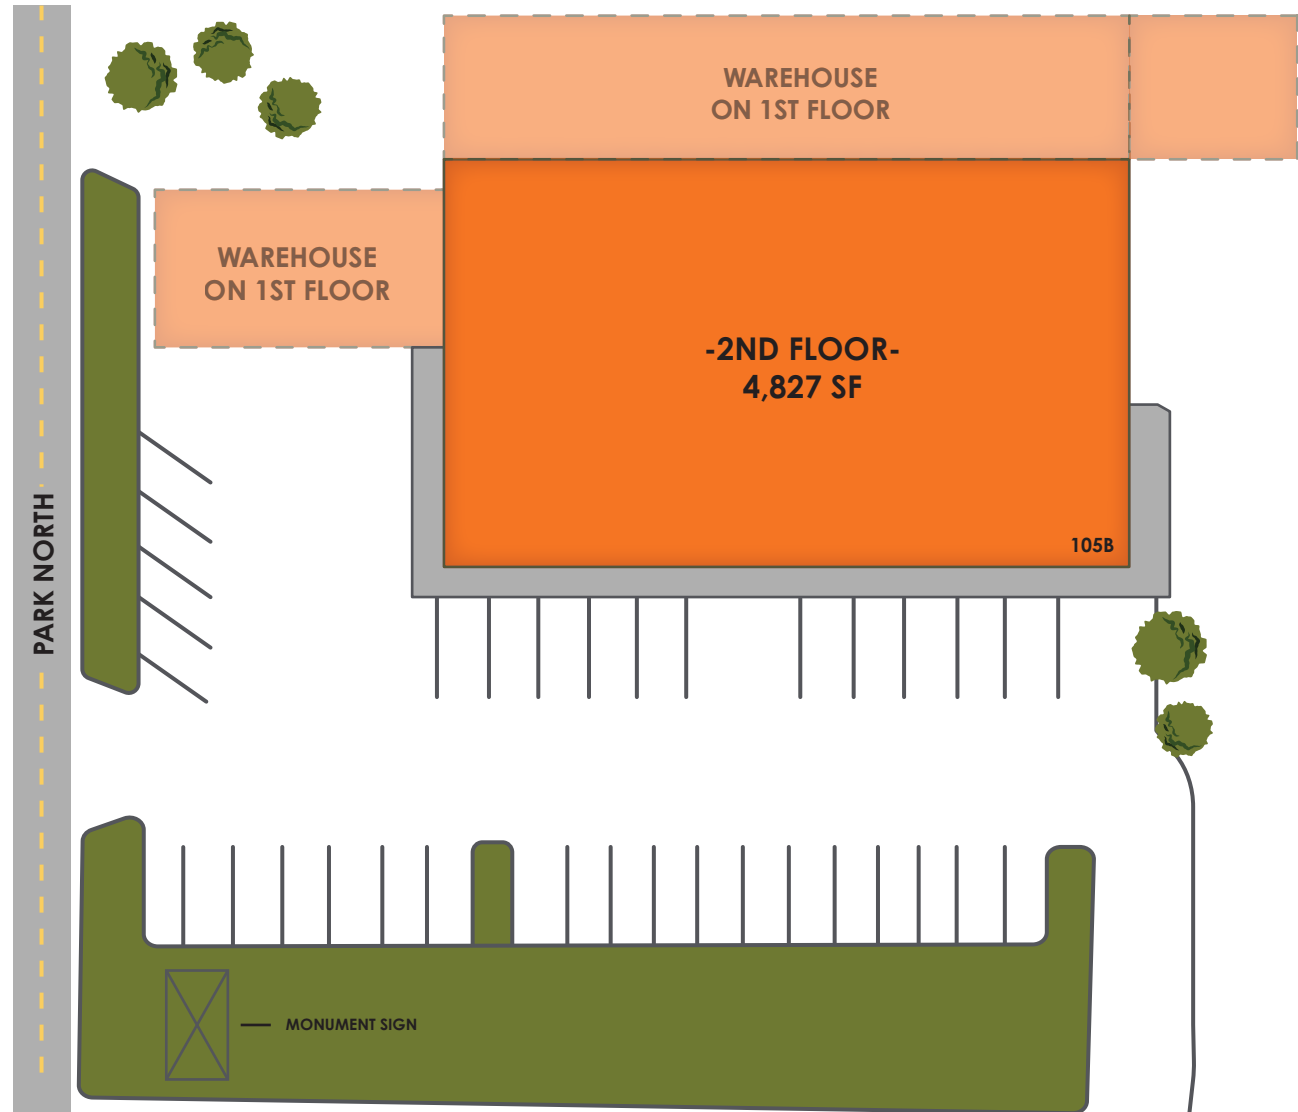 WAREHOUSE
ON 1ST FLOOR
WAREHOUSE
ON 1ST FLOOR
-2ND FLOOR-
4,827 SF
105B
PARK NORTH
MONUMENT SIGN